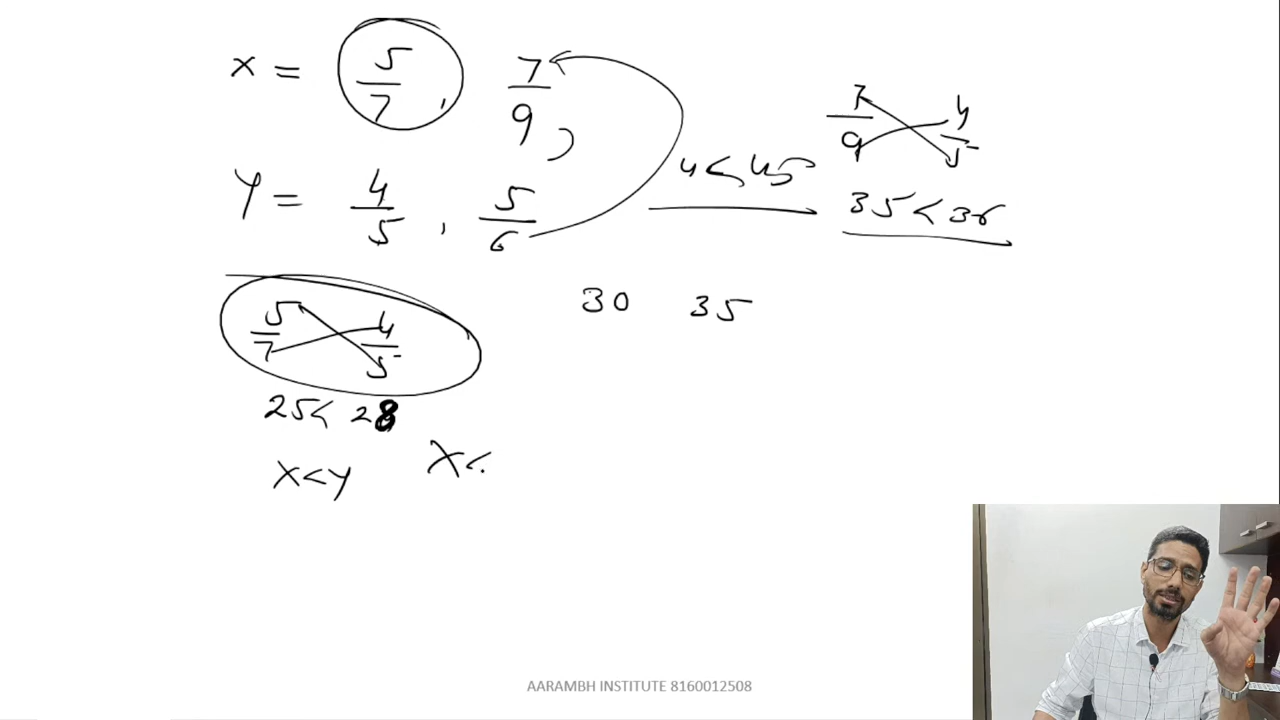 x = 5/7, 7/9,
y = 4/5, 5/6
4 < 45
7/9 4/5
35 < 36
5/7 4/5
25 < 28
x < y
x <
30 35
AARAMBH INSTITUTE 8160012508